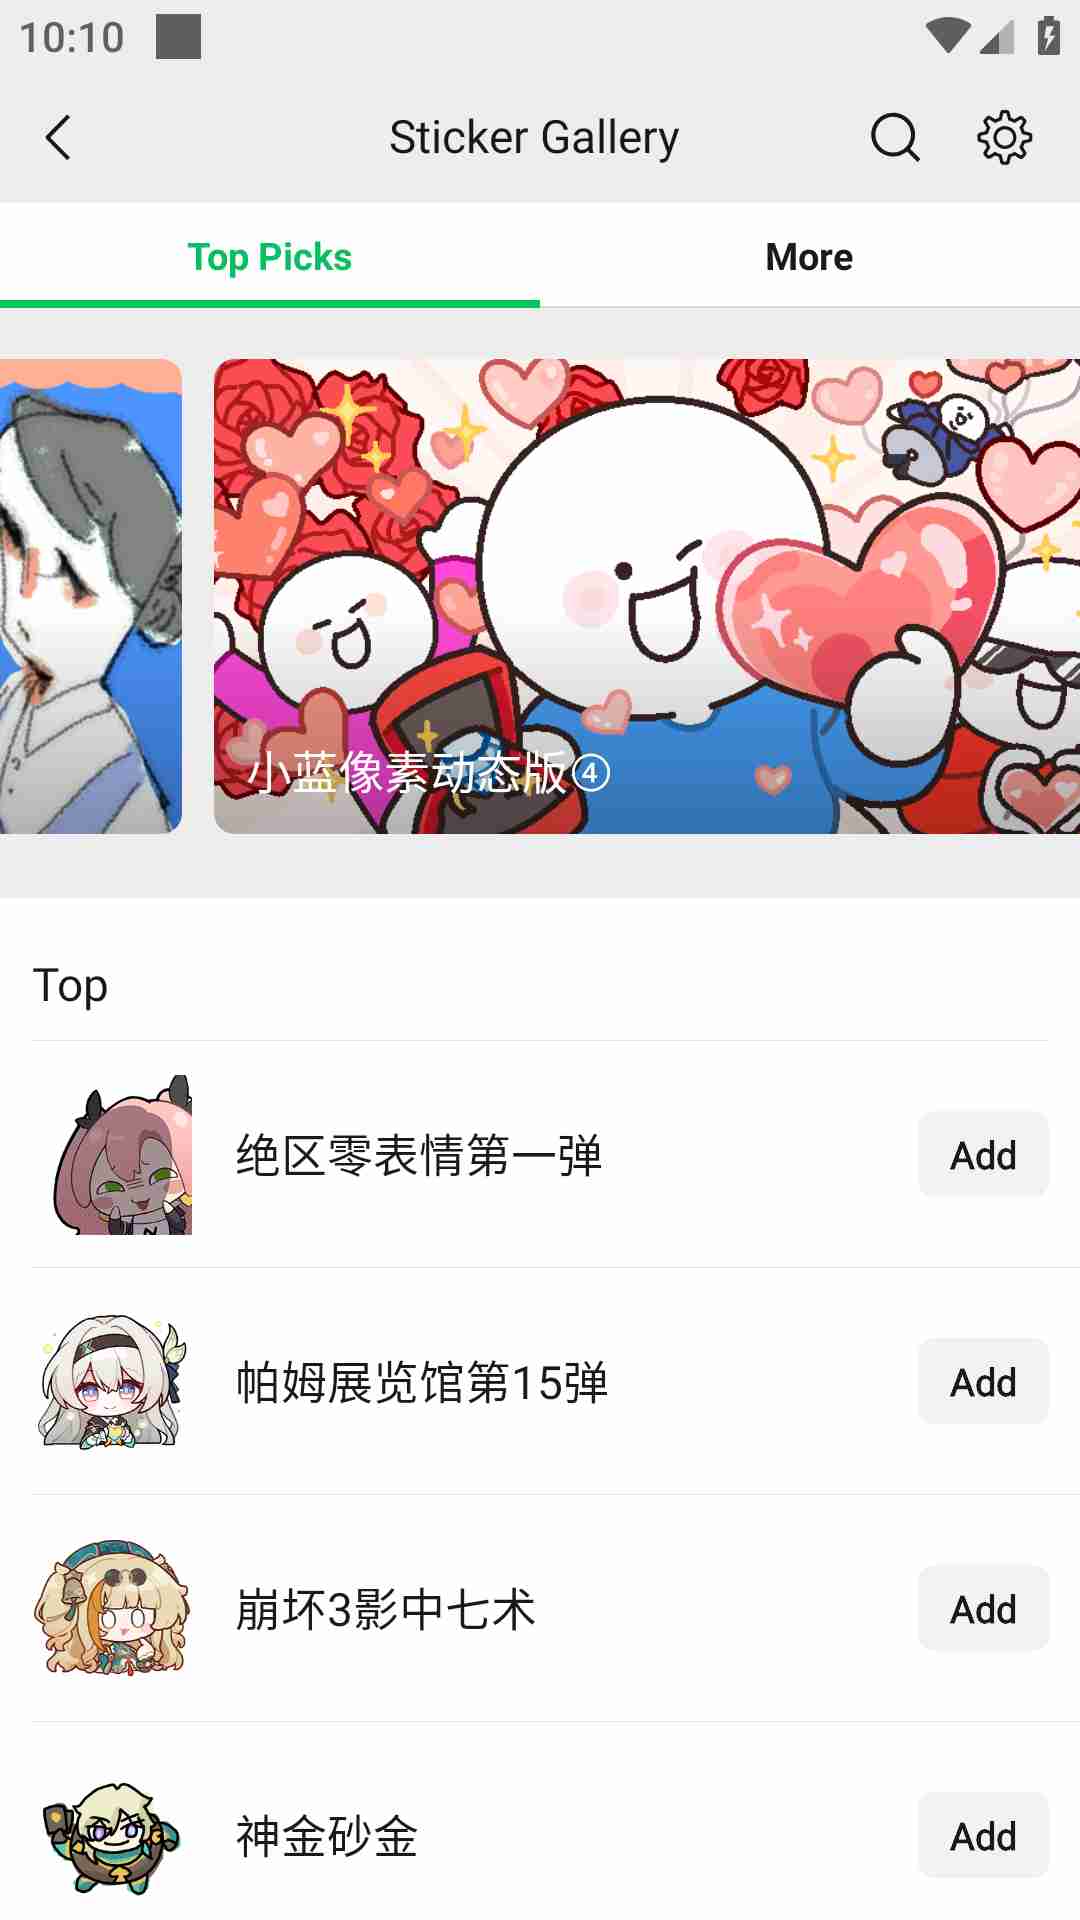 10:10
Sticker Gallery
Top Picks
More
小蓝像素动态版④
Top
绝区零表情第一弹
Add
帕姆展览馆第15弹
Add
崩坏3影中七术
Add
神金砂金
Add